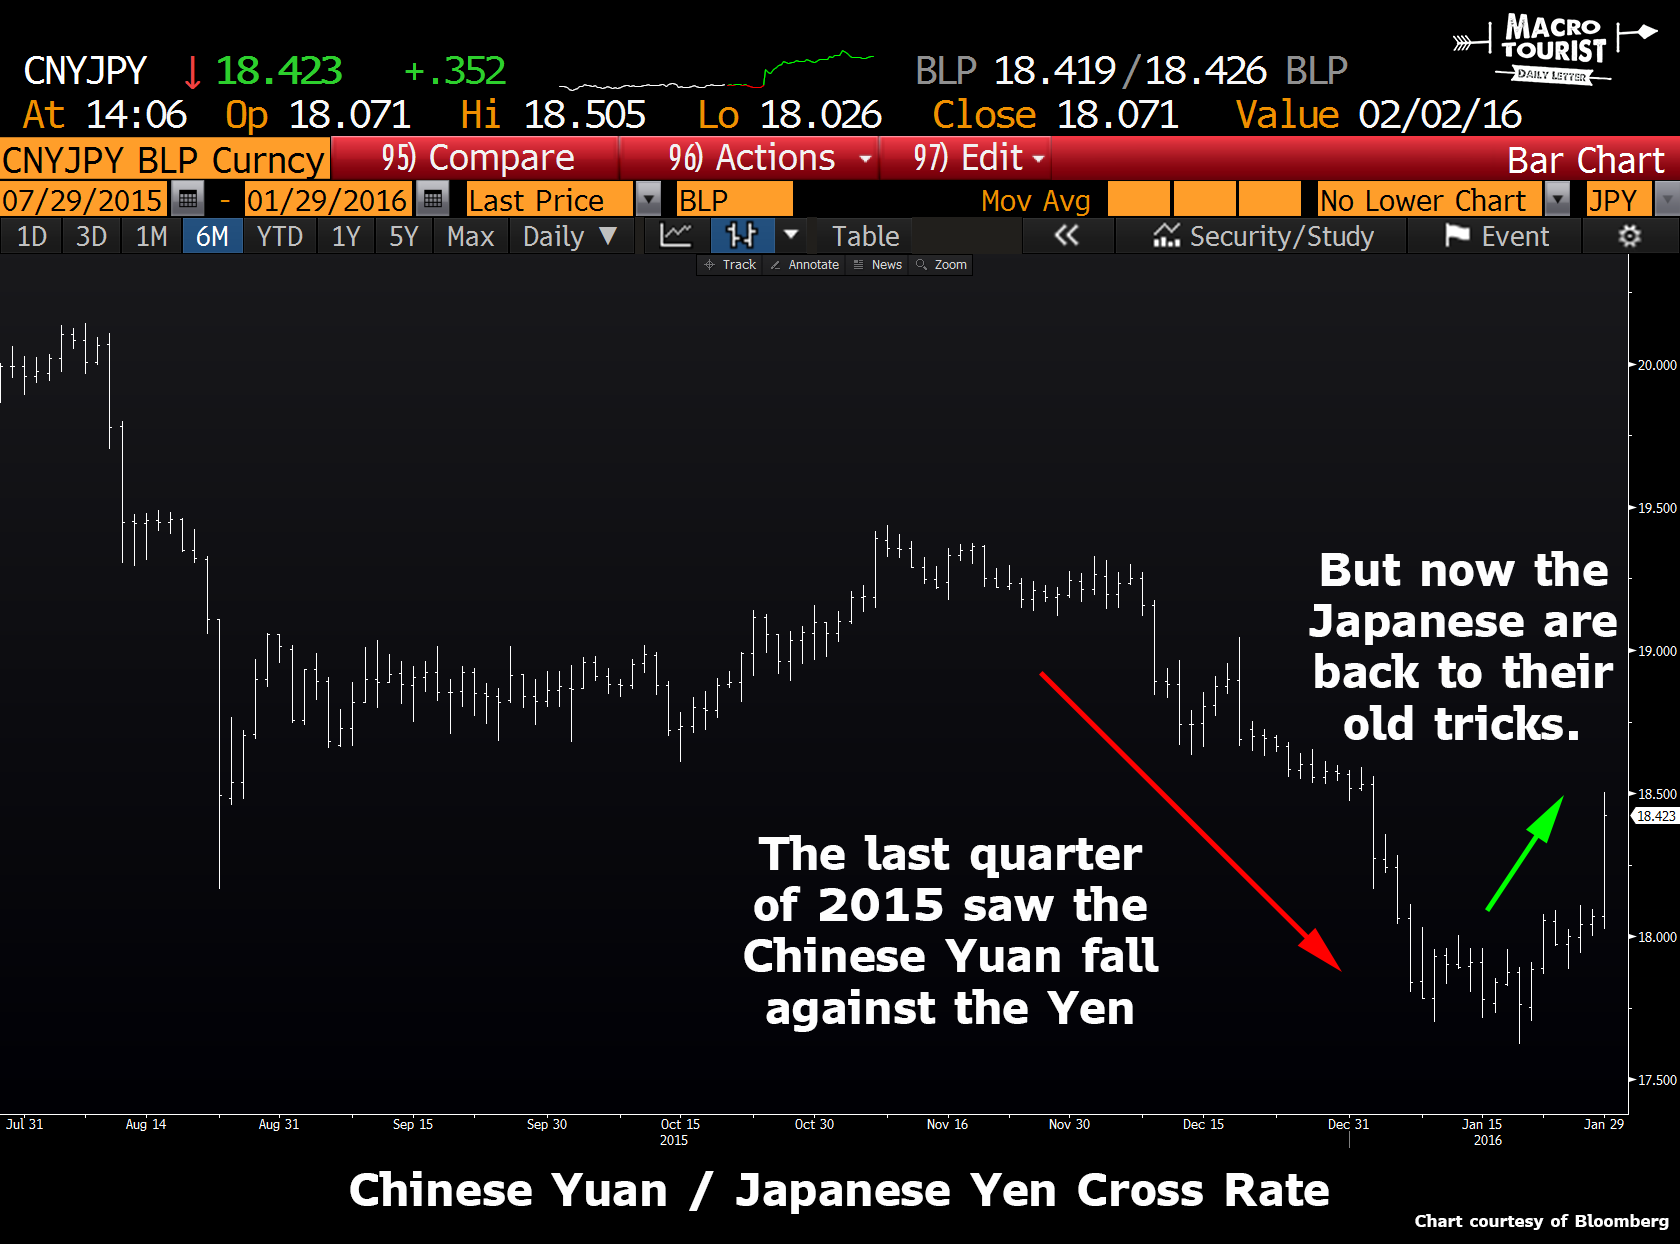 MACRO
TOURIST
DAILY LETTER
CNYJPY ↓ 18.423 +.352 BLP 18.419/18.426 BLP
At 14:06 Op 18.071 Hi 18.505 Lo 18.026 Close 18.071 Value 02/02/16
CNYJPY BLP Curncy 95) Compare 96) Actions 97) Edit Bar Chart
07/29/2015 - 01/29/2016 Last Price BLP Mov Avg No Lower Chart JPY
1D 3D 1M 6M YTD 1Y 5Y Max Daily ▼ Table « Security/Study Event
Track Annotate News Zoom
20.000
19.500
But now the
Japanese are
back to their
old tricks.
19.000
18.500
18.423
The last quarter
of 2015 saw the
Chinese Yuan fall
against the Yen
18.000
17.500
Jul 31 Aug 14 Aug 31 Sep 15 Sep 30 Oct 15 Oct 30 Nov 16 Nov 30 Dec 15 Dec 31 Jan 15 Jan 29
2015 2016
Chinese Yuan / Japanese Yen Cross Rate
Chart courtesy of Bloomberg